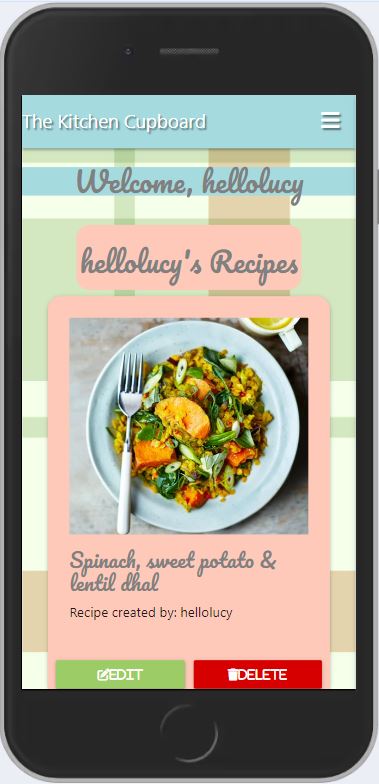 The Kitchen Cupboard
Welcome, hellolucy
hellolucy's Recipes
Spinach, sweet potato &
lentil dhal
Recipe created by: hellolucy
EDIT
DELETE